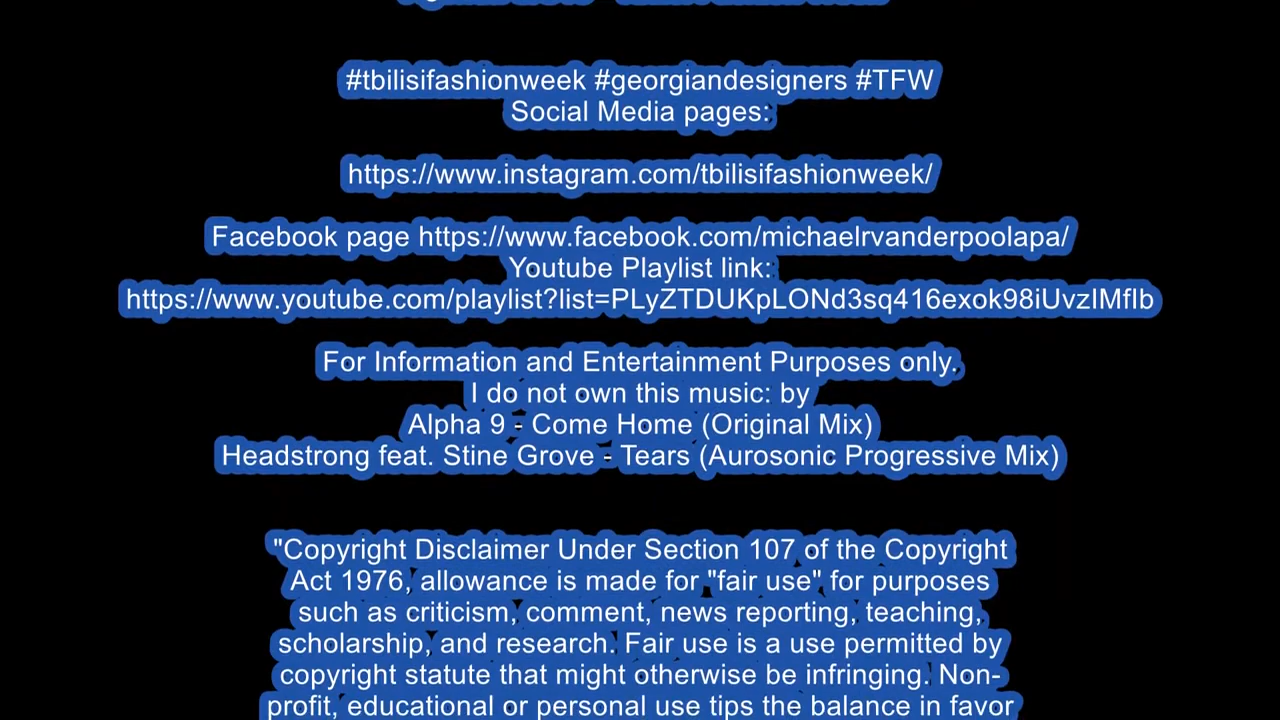 #tbilisifashionweek #georgiandesigners #TFW
Social Media pages:
https://www.instagram.com/tbilisifashionweek/
Facebook page https://www.facebook.com/michaelrvanderpoolapa/
Youtube Playlist link:
https://www.youtube.com/playlist?list=PLyZTDUKpLONd3sq416exok98iUvzIMfIb
For Information and Entertainment Purposes only.
I do not own this music: by
Alpha 9 - Come Home (Original Mix)
Headstrong feat. Stine Grove - Tears (Aurosonic Progressive Mix)
"Copyright Disclaimer Under Section 107 of the Copyright
Act 1976, allowance is made for "fair use" for purposes
such as criticism, comment, news reporting, teaching,
scholarship, and research. Fair use is a use permitted by
copyright statute that might otherwise be infringing. Non-
profit, educational or personal use tips the balance in favor